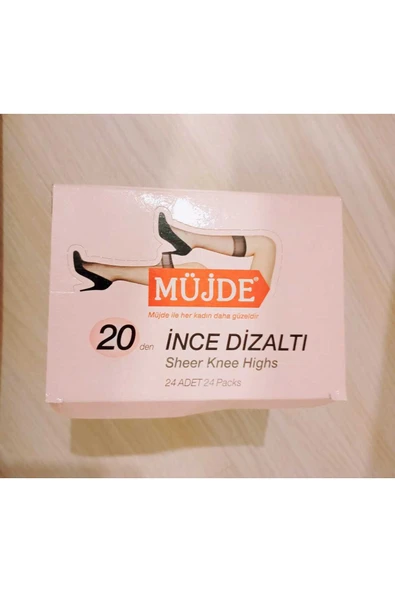 MÜJDE®
Müjde ile her kadın daha güzeldir.
20 den İNCE DİZALTI
Sheer Knee Highs
24 ADET 24 Packs